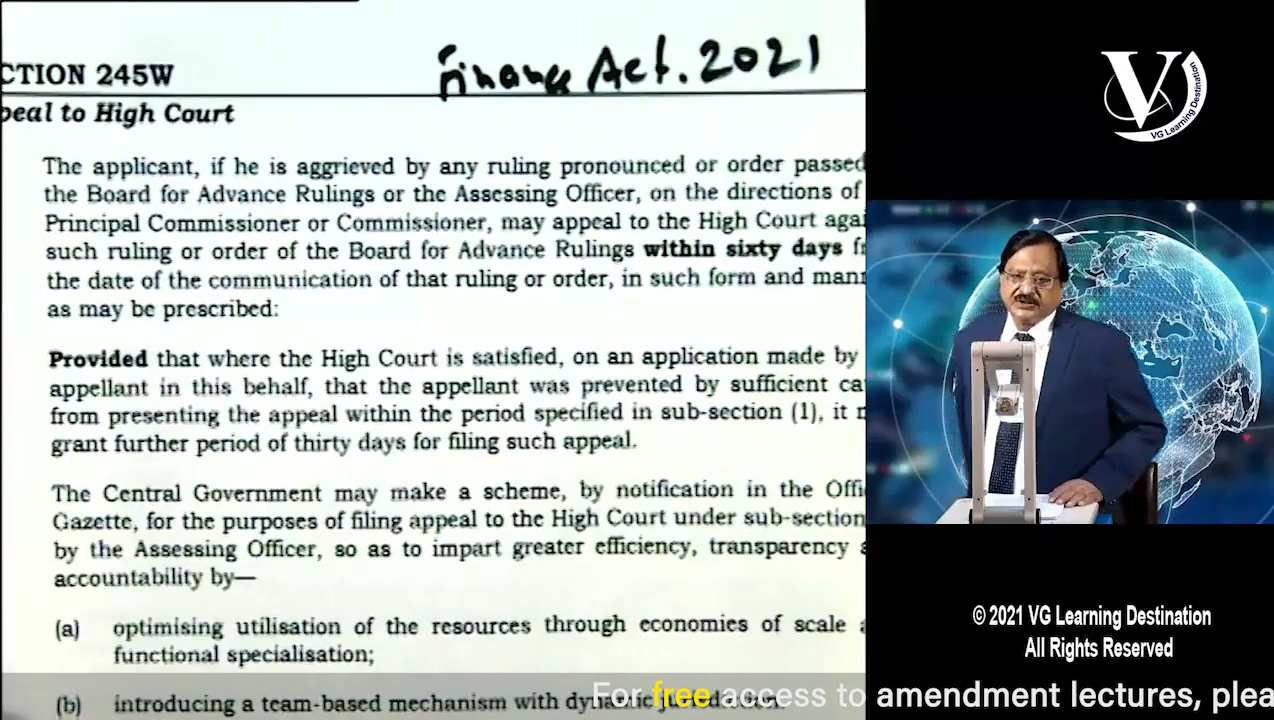 CTION 245W
Finance Act. 2021
peal to High Court
The applicant, if he is aggrieved by any ruling pronounced or order passed
the Board for Advance Rulings or the Assessing Officer, on the directions of
Principal Commissioner or Commissioner, may appeal to the High Court agai
such ruling or order of the Board for Advance Rulings within sixty days f
the date of the communication of that ruling or order, in such form and mann
as may be prescribed:
Provided that where the High Court is satisfied, on an application made by
appellant in this behalf, that the appellant was prevented by sufficient ca
from presenting the appeal within the period specified in sub-section (1), it
grant further period of thirty days for filing such appeal.
The Central Government may make a scheme, by notification in the Offi
Gazette, for the purposes of filing appeal to the High Court under sub-section
by the Assessing Officer, so as to impart greater efficiency, transparency
accountability by—
(a) optimising utilisation of the resources through economies of scale
functional specialisation;
(b) introducing a team-based mechanism with dynamic jurisdiction.
V
VG Learning Destination
© 2021 VG Learning Destination
All Rights Reserved
For free access to amendment lectures, plea